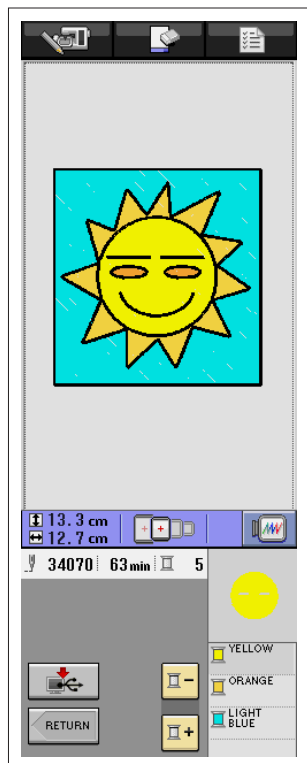 13.3 cm
12.7 cm
34070 63 min 5
YELLOW
ORANGE
LIGHT
BLUE
RETURN